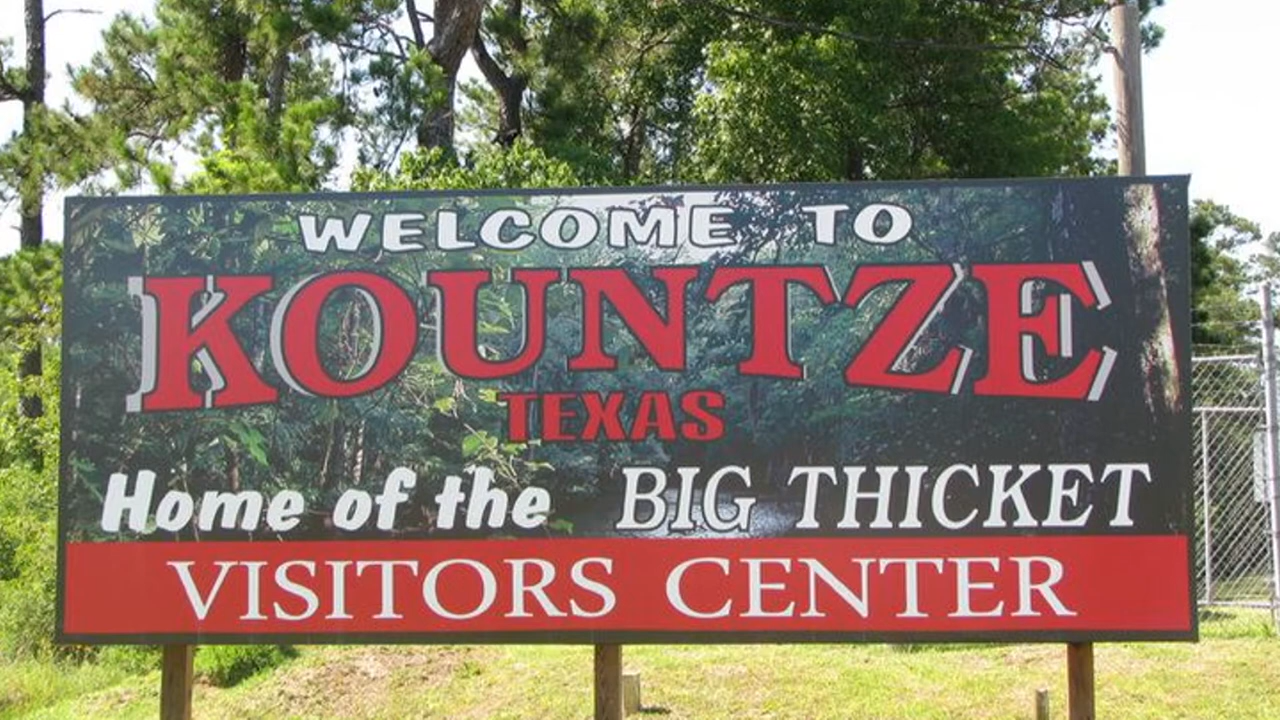 WELCOME TO
KOUNTZE
TEXAS
Home of the BIG THICKET
VISITORS CENTER